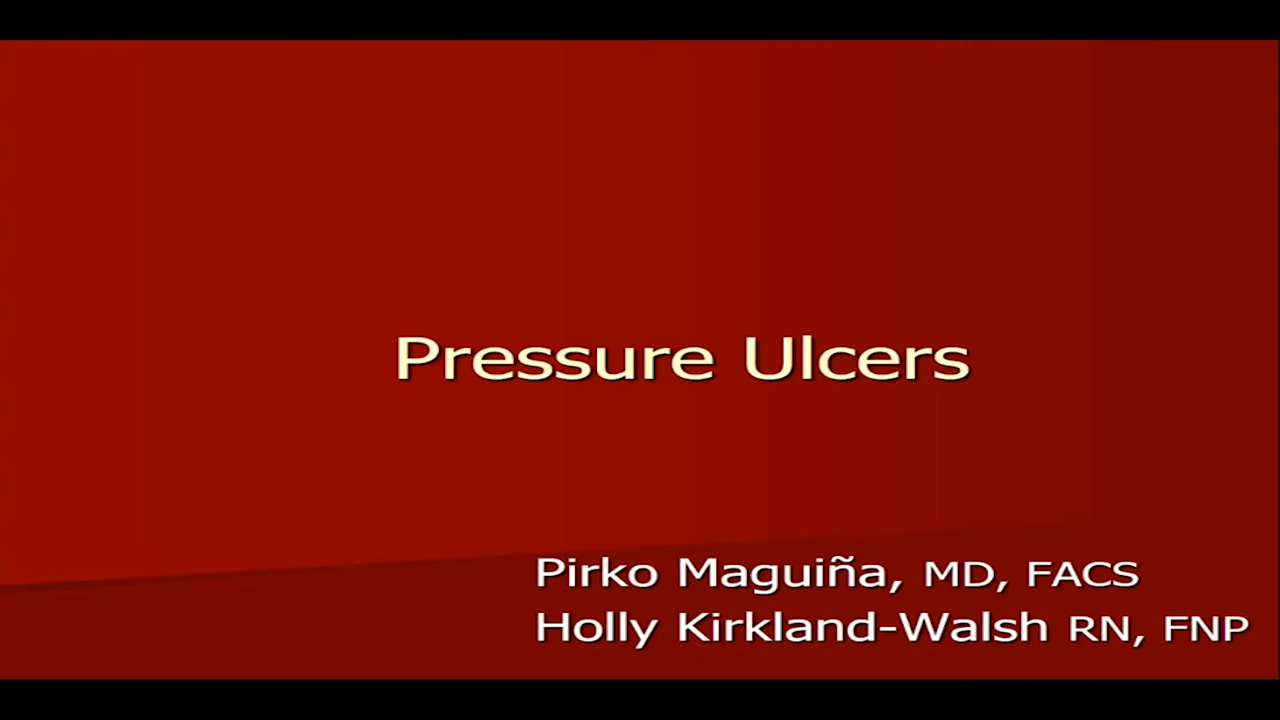 Pressure Ulcers
Pirko Maguiña, MD, FACS
Holly Kirkland-Walsh RN, FNP